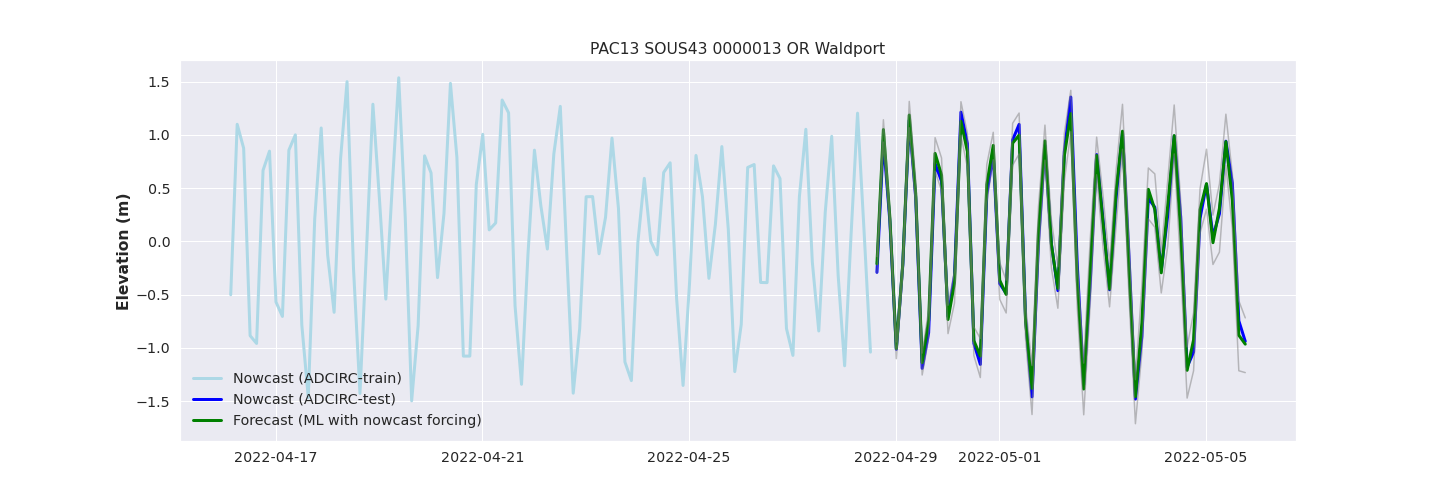 PAC13 SOUS43 0000013 OR Waldport
Elevation (m)
1.5
1.0
0.5
0.0
−0.5
−1.0
−1.5
Nowcast (ADCIRC-train)
Nowcast (ADCIRC-test)
Forecast (ML with nowcast forcing)
2022-04-17 2022-04-21 2022-04-25 2022-04-29 2022-05-01 2022-05-05